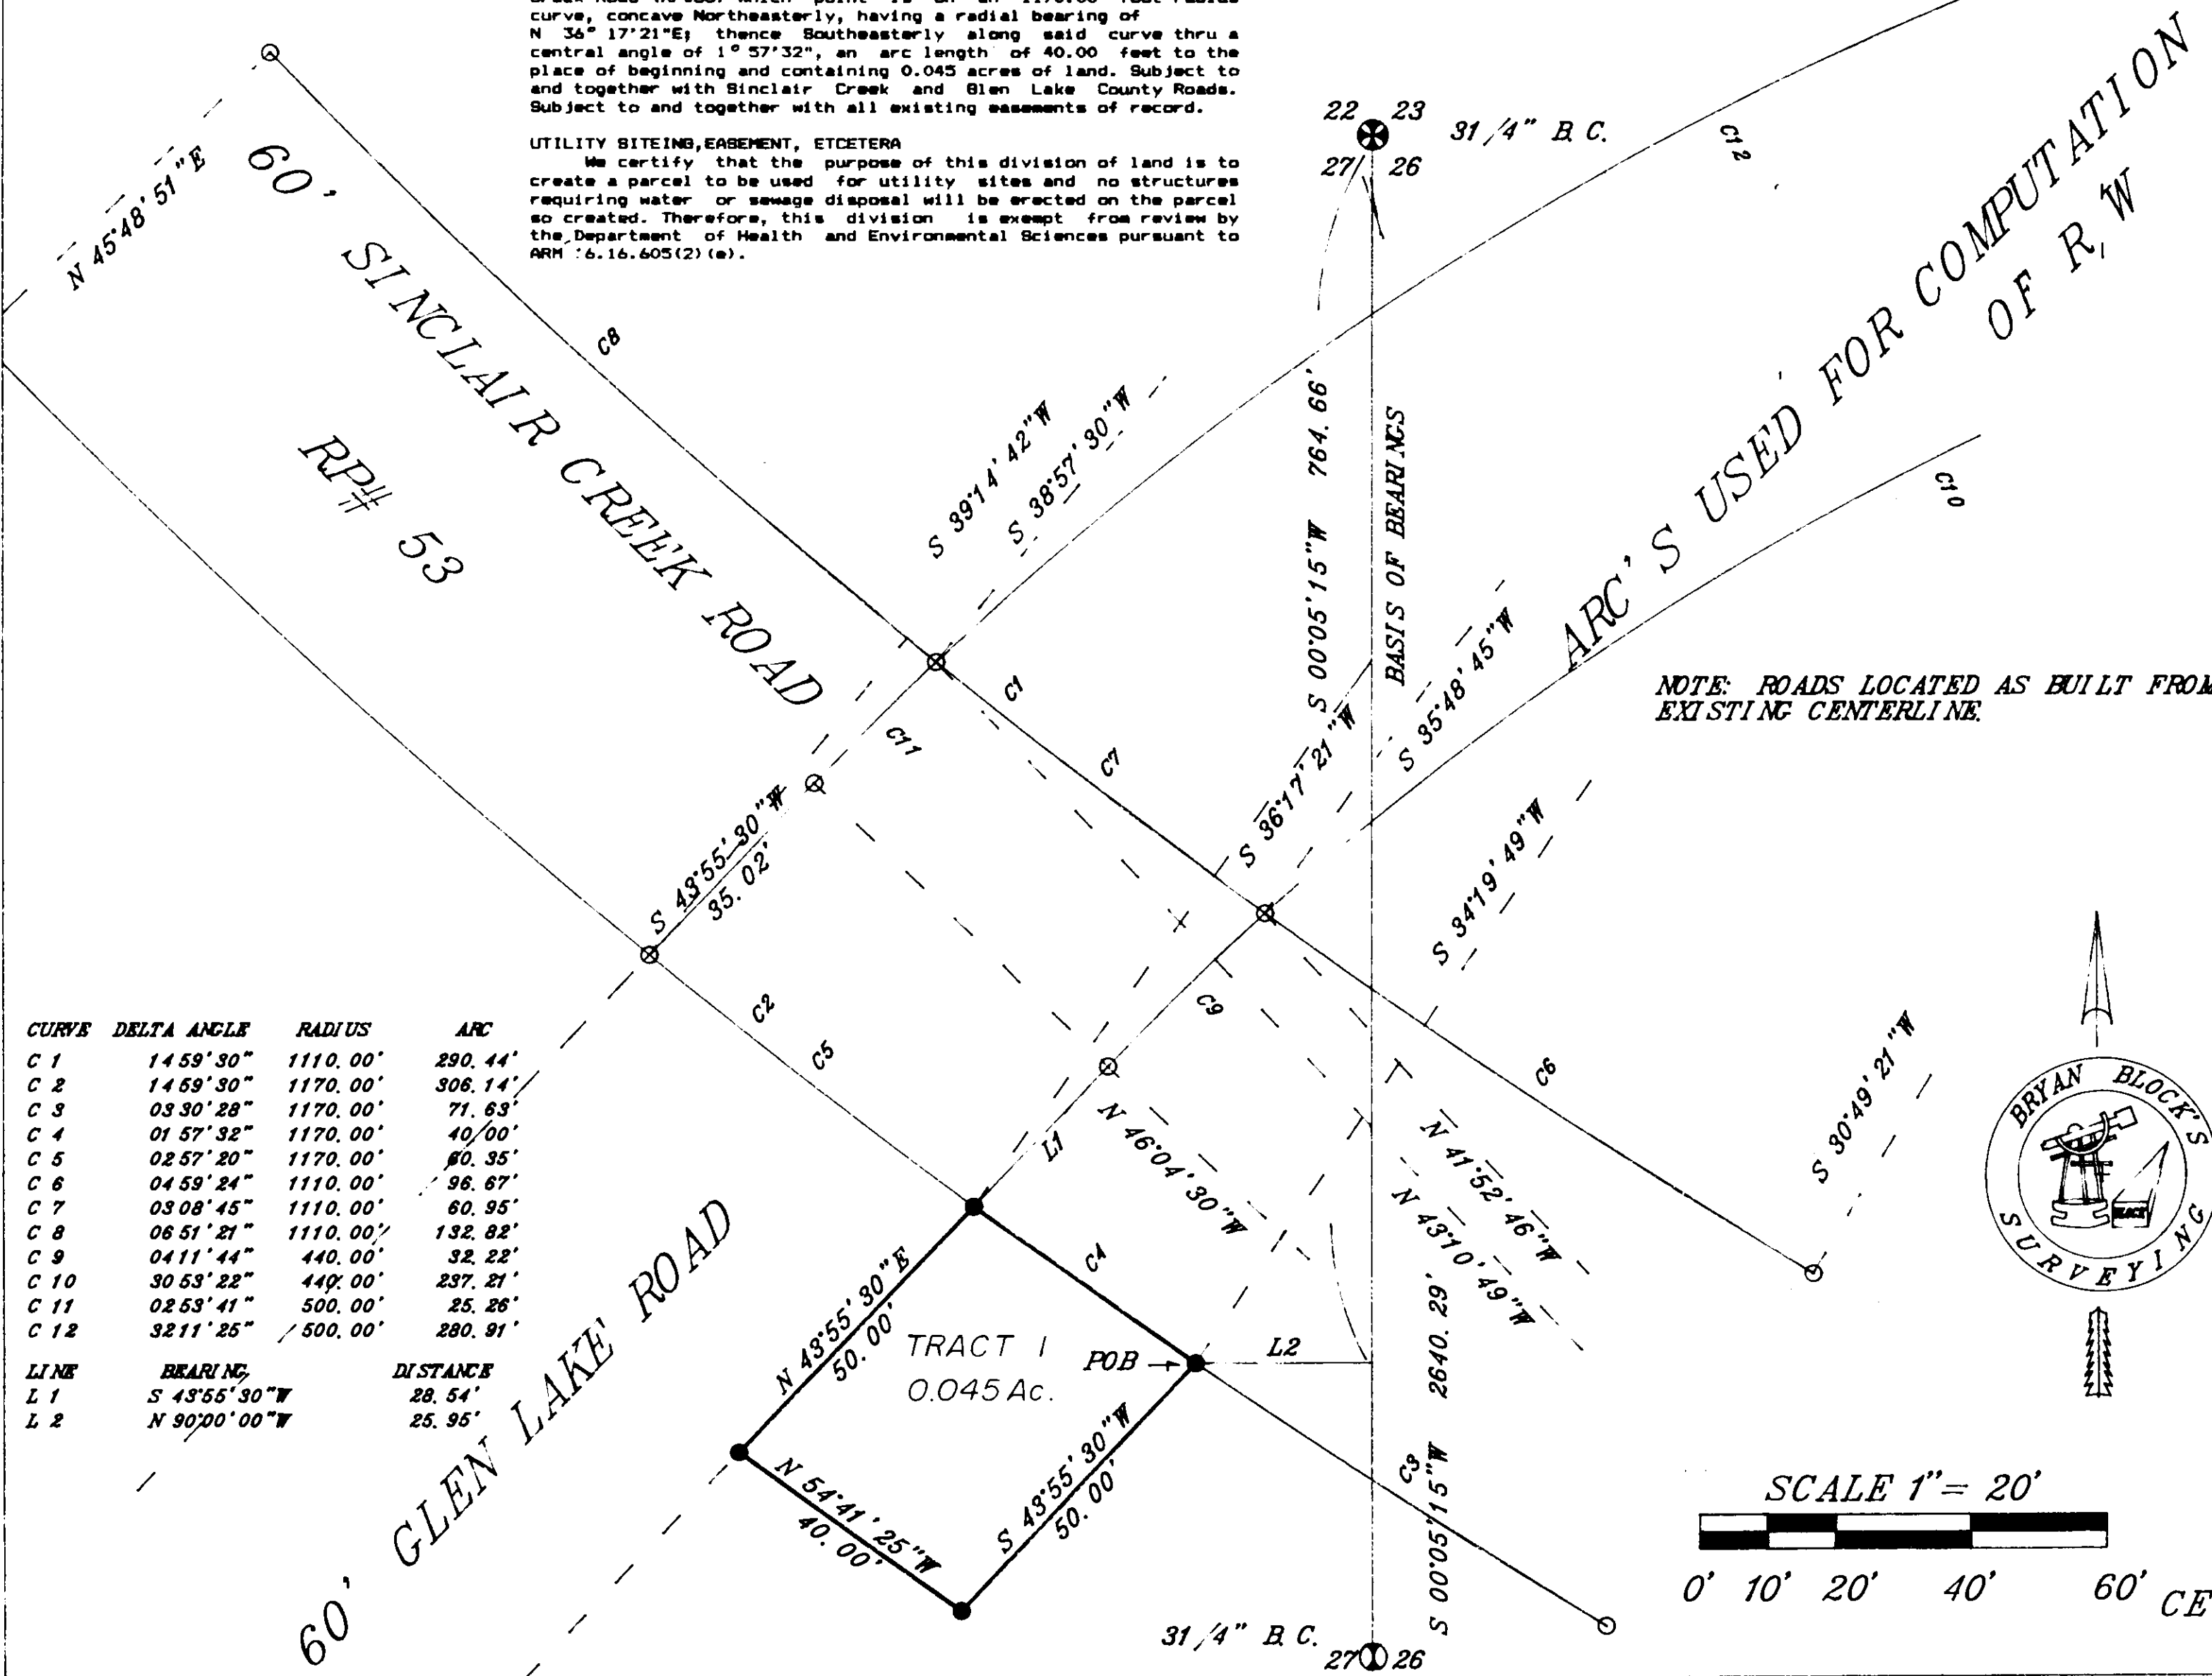 curve, concave Northeasterly, having a radial bearing of
N 36° 17'21"E; thence Southeasterly along said curve thru a
central angle of 1° 57'32", an arc length of 40.00 feet to the
place of beginning and containing 0.045 acres of land. Subject to
and together with Sinclair Creek and Glen Lake County Roads.
Subject to and together with all existing easements of record.
UTILITY SITEING,EASEMENT, ETCETERA
We certify that the purpose of this division of land is to
create a parcel to be used for utility sites and no structures
requiring water or sewage disposal will be erected on the parcel
so created. Therefore, this division is exempt from review by
the Department of Health and Environmental Sciences pursuant to
ARM 6.16.605(2)(e).
22 23
31/4" B.C.
27 26
N 45°48'51"E
60' SINCLAIR CREEK ROAD
RP# 53
C8
C12
C10
ARC'S USED FOR COMPUTATION
OF R/W
S 39°14'42"W
S 38°57'30"W
S 00°05'15"W 764.66'
BASIS OF BEARINGS
NOTE: ROADS LOCATED AS BUILT FROM
EXISTING CENTERLINE.
C1
C11
C7
S 36°17'21"W
S 35°48'45"W
S 34°19'49"W
S 43°55'30"W
35.02'
C2
C5
C9
C6
S 30°49'21"W
L1
N 46°04'30"W
N 41°52'46"W
N 43°10'49"W
BRYAN BLOCK'S
SURVEYING
BLOCK
CURVE DELTA ANGLE RADIUS ARC
C 1 14 59'30" 1110.00' 290.44'
C 2 14 59'30" 1170.00' 306.14'
C 3 03 30'28" 1170.00' 71.63'
C 4 01 57'32" 1170.00' 40.00'
C 5 02 57'20" 1170.00' 60.35'
C 6 04 59'24" 1110.00' 96.67'
C 7 03 08'45" 1110.00' 60.95'
C 8 06 51'21" 1110.00' 132.82'
C 9 04 11'44" 440.00' 32.22'
C 10 30 53'22" 440.00' 237.21'
C 11 02 53'41" 500.00' 25.26'
C 12 32 11'25" 500.00' 280.91'
LINE BEARING DISTANCE
L 1 S 43°55'30"W 28.54'
L 2 N 90°00'00"W 25.95'
60' GLEN LAKE ROAD
C4
N 43°55'30"E
50.00'
TRACT 1
0.045 Ac.
POB
L2
N 54°41'25"W
40.00'
S 43°55'30"W
50.00'
C3
S 00°05'15"W 2640.29'
31/4" B.C.
27 26
SCALE 1"= 20'
0' 10' 20' 40' 60'
CE